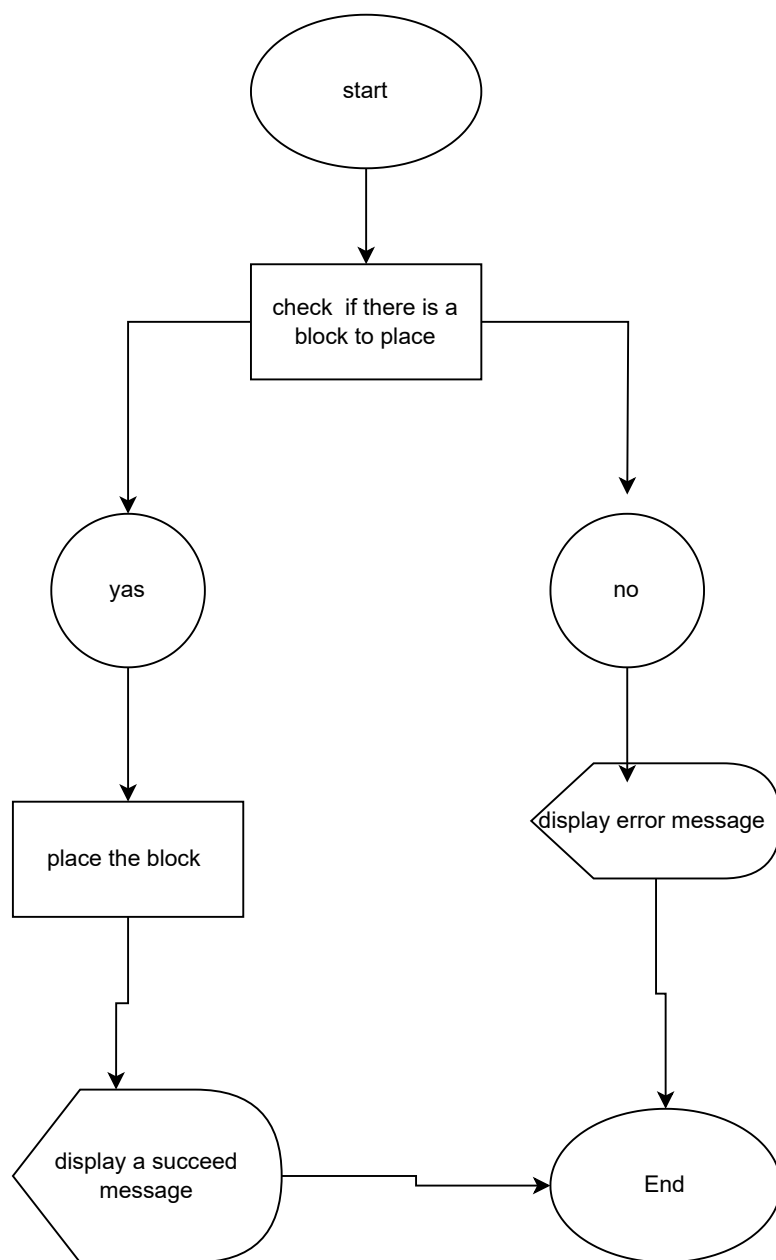 start
check  if there is a
block to place
yas
no
display error message
place the block
display a succeed
message
End